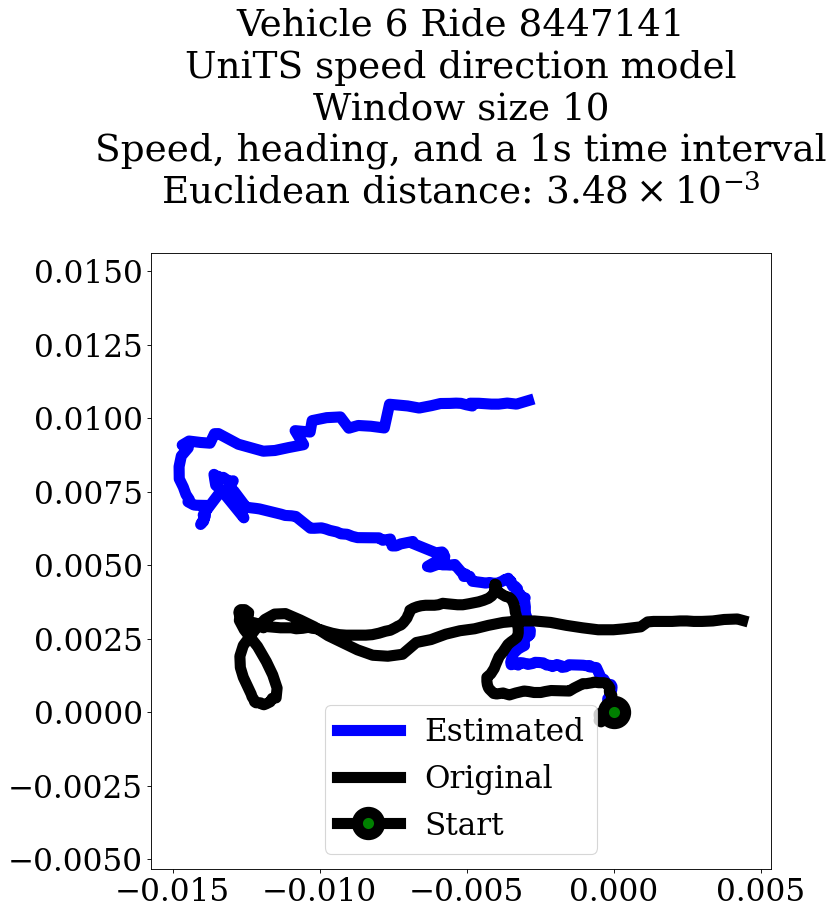 Vehicle 6 Ride 8447141
UniTS speed direction model
Window size 10
Speed, heading, and a 1s time interval
Euclidean distance: 3.48 × 10⁻³
0.0150
0.0125
0.0100
0.0075
0.0050
0.0025
0.0000
−0.0025
−0.0050
Estimated
Original
Start
−0.015 −0.010 −0.005 0.000 0.005